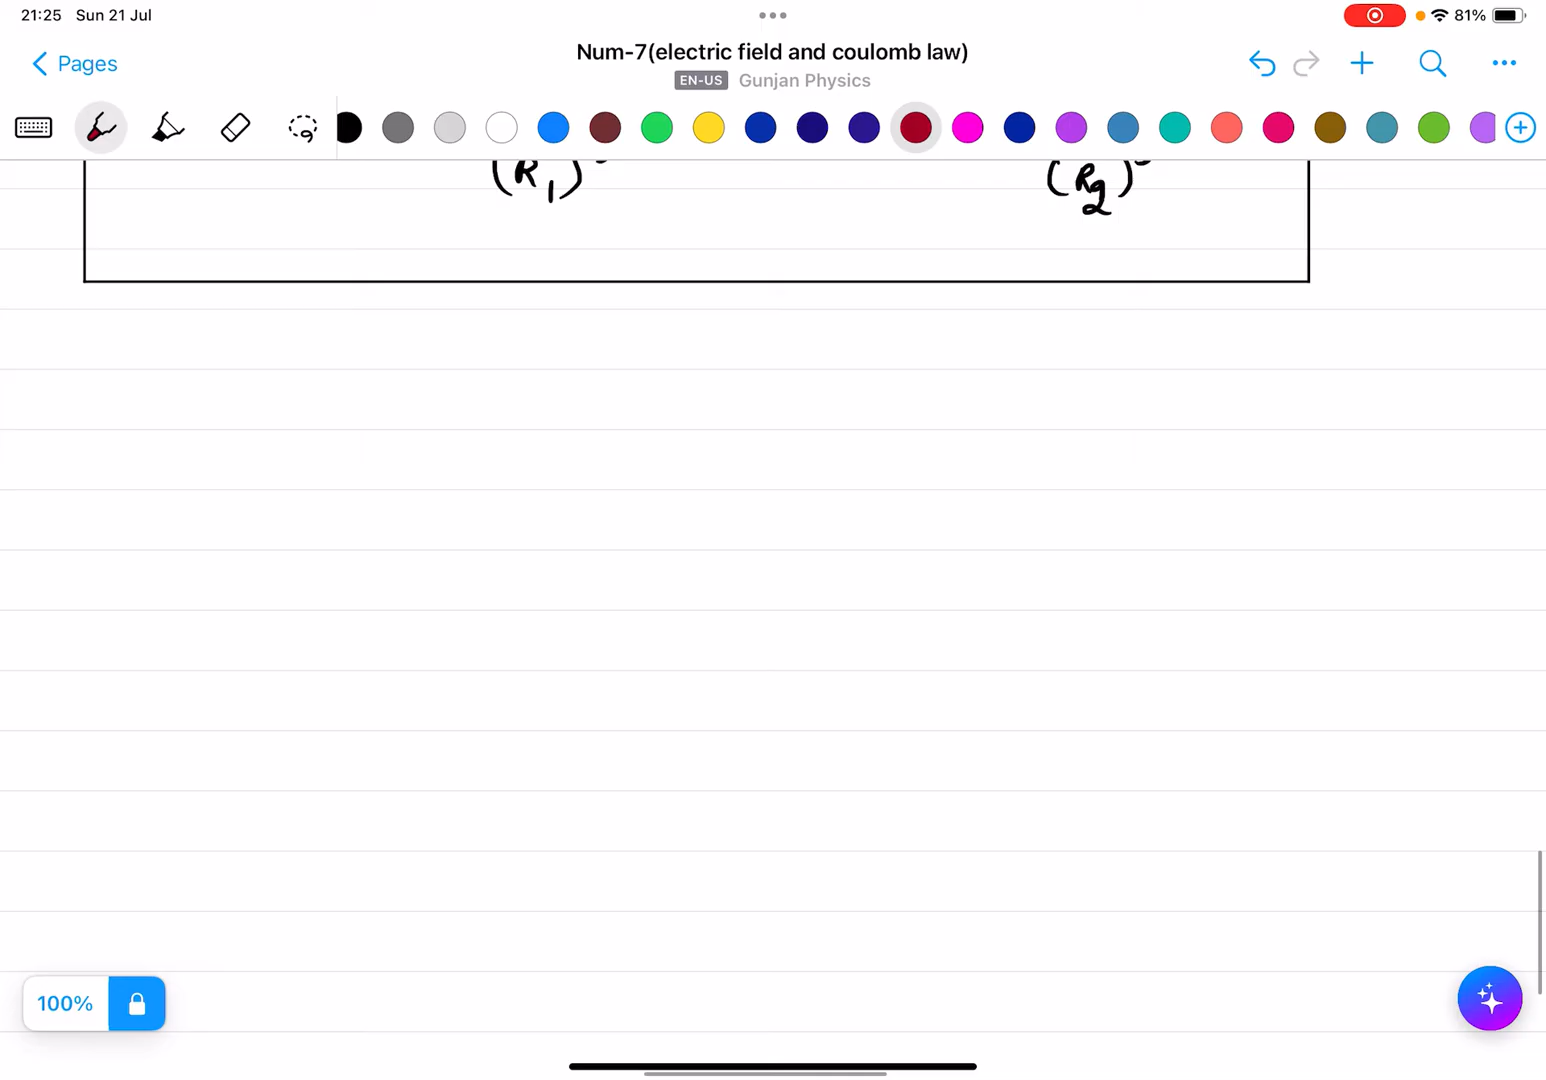 21:25 Sun 21 Jul
81%
Pages
Num-7(electric field and coulomb law)
EN-US Gunjan Physics
(R₁) (R₂)
100%